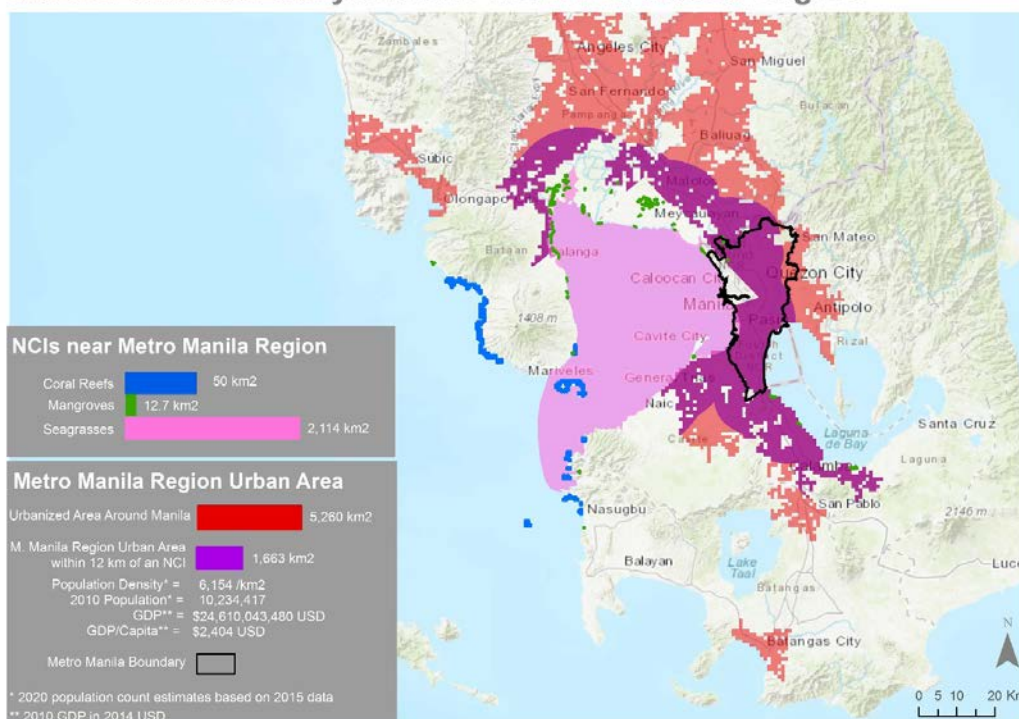 Zambales
Angeles City
San Miguel
San Fernando
Pampanga
Bulacan
Baliuag
Subic
Malolos
Olongapo
Meycauayan
San Mateo
Bataan
Balanga
Quezon City
Caloocan City
Manila
Antipolo
1408 m
Pasig
Cavite City
Rizal
Mariveles
General Trias
Naic
Cavite
Laguna
de Bay
Santa Cruz
Calamba
Laguna
San Pablo
2146 m
Nasugbu
Balayan
Lake
Taal
Batangas
Batangas City
NCIs near Metro Manila Region
Coral Reefs 50 km2
Mangroves 12.7 km2
Seagrasses 2,114 km2
Metro Manila Region Urban Area
Urbanized Area Around Manila 5,260 km2
M. Manila Region Urban Area
within 12 km of an NCI 1,663 km2
Population Density* = 6,154 /km2
2010 Population* = 10,234,417
GDP** = $24,610,043,480 USD
GDP/Capita** = $2,404 USD
Metro Manila Boundary
* 2020 population count estimates based on 2015 data
** 2010 GDP in 2014 USD
N
0 5 10 20 Km